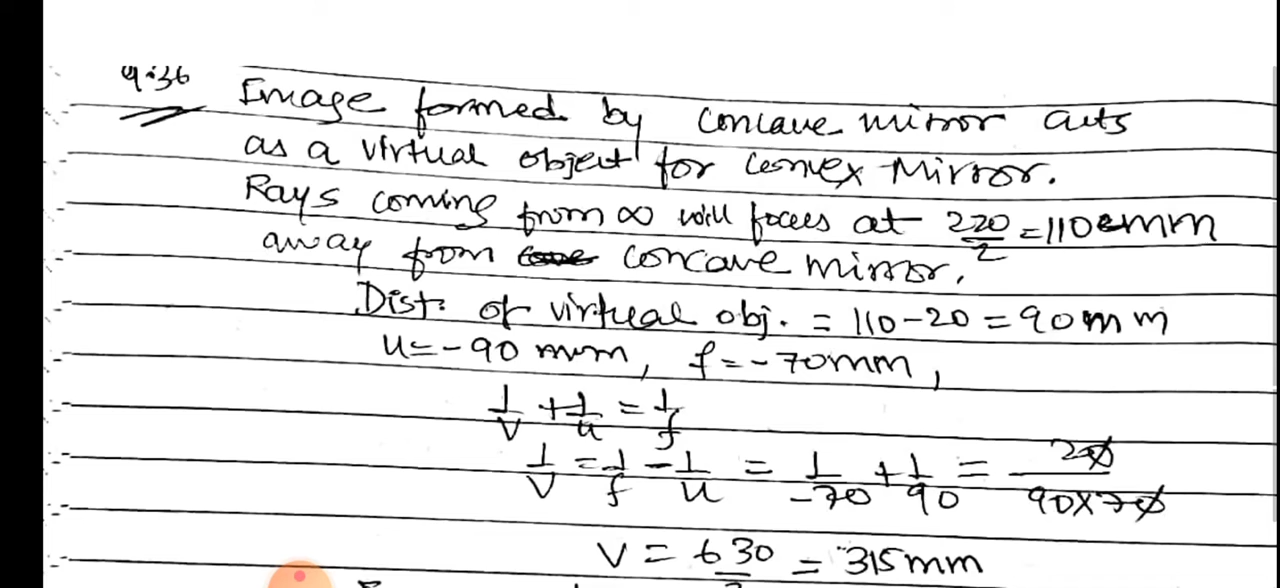 9.36 Image formed by concave mirror acts
as a virtual object for convex Mirror.
Rays coming from ∞ will focus at 220/2 = 110 mm
away from concave mirror.
Dist. of virtual obj. = 110 - 20 = 90 mm
u = -90 mm, f = -70mm,
1/v + 1/u = 1/f
1/v = 1/f - 1/u = 1/-70 + 1/90 = 20/90×70
v = 630/2 = 315 mm